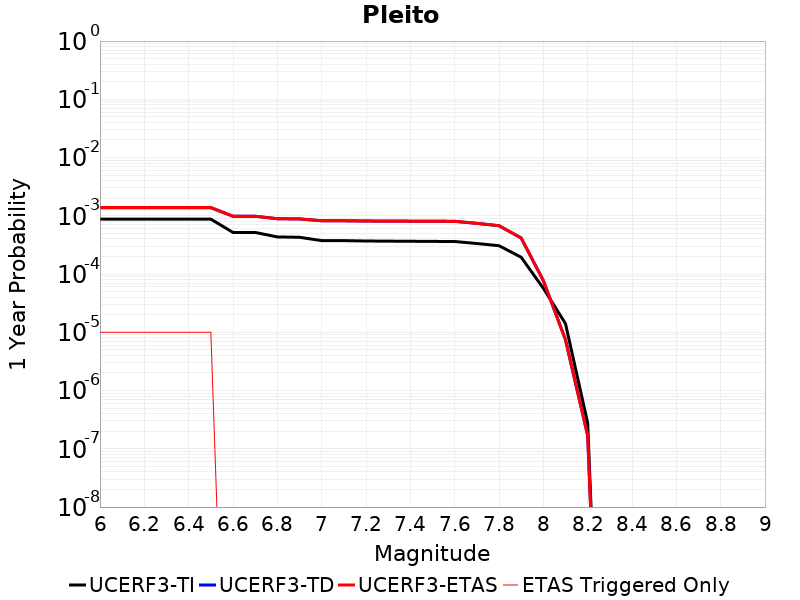 Pleito
10^0
10^-1
10^-2
10^-3
10^-4
10^-5
10^-6
10^-7
10^-8
1 Year Probability
6 6.2 6.4 6.6 6.8 7 7.2 7.4 7.6 7.8 8 8.2 8.4 8.6 8.8 9
Magnitude
UCERF3-TI UCERF3-TD UCERF3-ETAS ETAS Triggered Only